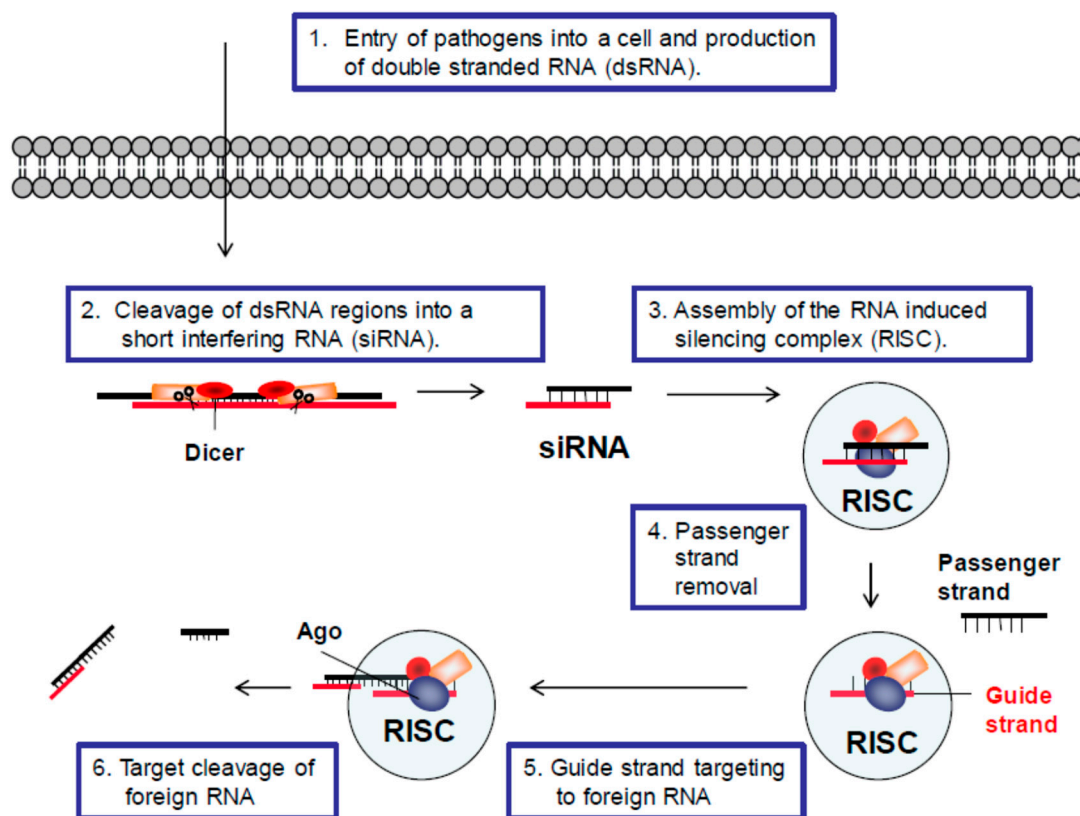 1. Entry of pathogens into a cell and production
of double stranded RNA (dsRNA).
2. Cleavage of dsRNA regions into a
short interfering RNA (siRNA).
3. Assembly of the RNA induced
silencing complex (RISC).
Dicer
siRNA
RISC
4. Passenger
strand
removal
Passenger
strand
Ago
RISC
RISC
Guide
strand
6. Target cleavage of
foreign RNA
5. Guide strand targeting
to foreign RNA